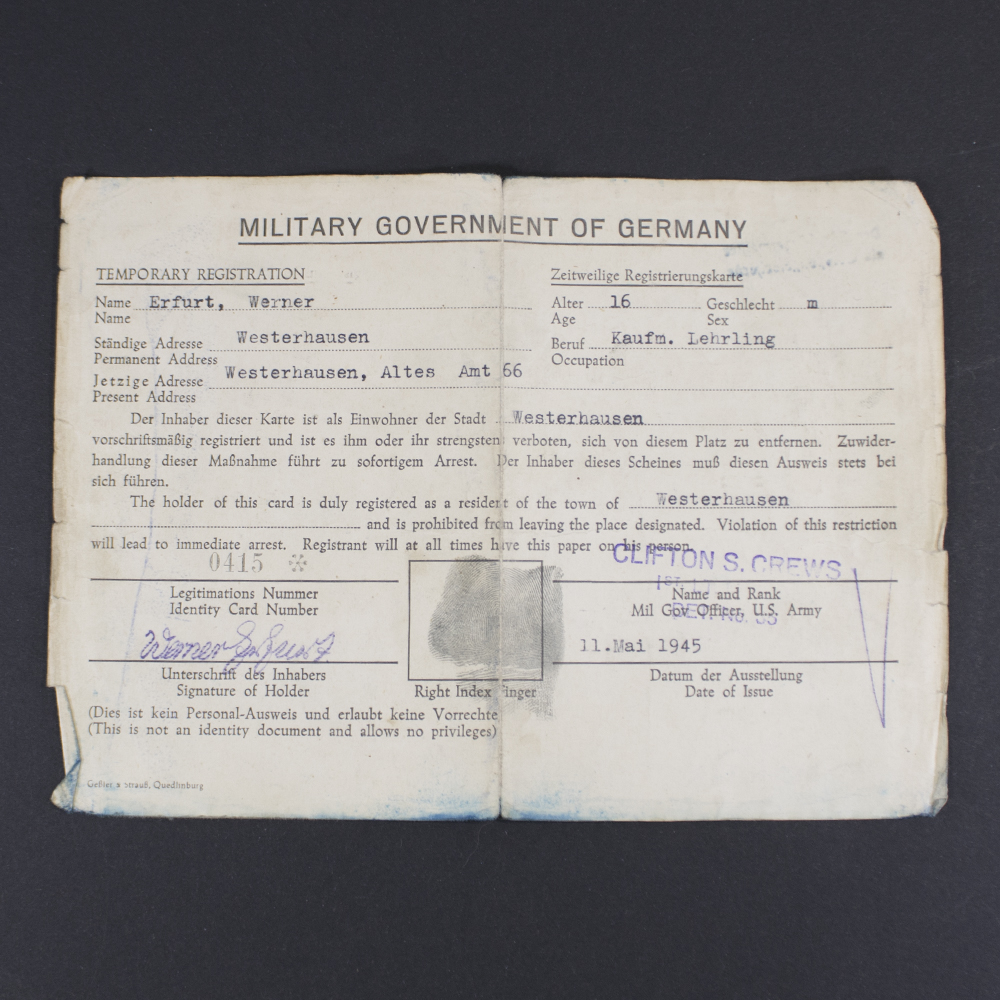 MILITARY GOVERNMENT OF GERMANY
TEMPORARY REGISTRATION
Zeitweilige Registrierungskarte
Name Erfurt, Werner
Name
Alter 16 Geschlecht m
Age Sex
Ständige Adresse Westerhausen
Permanent Address
Beruf Kaufm. Lehrling
Occupation
Jetzige Adresse Westerhausen, Altes Amt 66
Present Address
Der Inhaber dieser Karte ist als Einwohner der Stadt Westerhausen
vorschriftsmäßig registriert und ist es ihm oder ihr strengsten verboten, sich von diesem Platz zu entfernen. Zuwider-
handlung dieser Maßnahme führt zu sofortigem Arrest. Der Inhaber dieses Scheines muß diesen Ausweis stets bei
sich führen.
The holder of this card is duly registered as a resident of the town of Westerhausen
and is prohibited from leaving the place designated. Violation of this restriction
will lead to immediate arrest. Registrant will at all times have this paper on his person.
0415
CLIFTON S. CREWS
1ST LT
Legitimations Nummer
Identity Card Number
Name and Rank
Mil Gov Officer, U.S. Army
Werner Erfurt
11.Mai 1945
Unterschrift des Inhabers
Signature of Holder
Right Index Finger
Datum der Ausstellung
Date of Issue
(Dies ist kein Personal-Ausweis und erlaubt keine Vorrechte
(This is not an identity document and allows no privileges)
Geßler Strauß, Quedlinburg